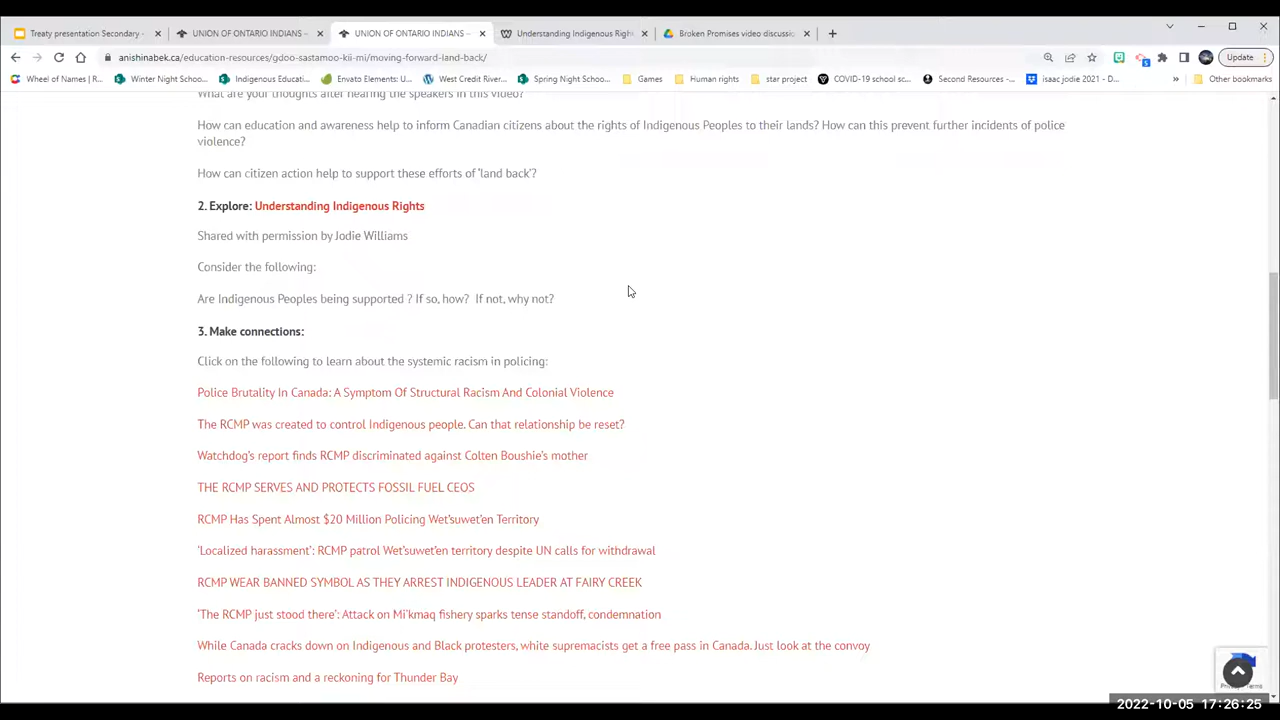 Treaty presentation Secondary -
UNION OF ONTARIO INDIANS –
UNION OF ONTARIO INDIANS –
Understanding Indigenous Rights
Broken Promises video discussio
anishinabek.ca/education-resources/gdoo-sastamoo-kii-mi/moving-forward-land-back/
Update
Wheel of Names | R...
Winter Night Schoo...
Indigenous Educati...
Envato Elements: U...
West Credit River...
Spring Night Schoo...
Games
Human rights
star project
COVID-19 school sc...
Second Resources -...
isaac jodie 2021 - D...
Other bookmarks
What are your thoughts after hearing the speakers in this video?
How can education and awareness help to inform Canadian citizens about the rights of Indigenous Peoples to their lands? How can this prevent further incidents of police
violence?
How can citizen action help to support these efforts of 'land back'?
2. Explore: Understanding Indigenous Rights
Shared with permission by Jodie Williams
Consider the following:
Are Indigenous Peoples being supported ? If so, how? If not, why not?
3. Make connections:
Click on the following to learn about the systemic racism in policing:
Police Brutality In Canada: A Symptom Of Structural Racism And Colonial Violence
The RCMP was created to control Indigenous people. Can that relationship be reset?
Watchdog's report finds RCMP discriminated against Colten Boushie's mother
THE RCMP SERVES AND PROTECTS FOSSIL FUEL CEOS
RCMP Has Spent Almost $20 Million Policing Wet'suwet'en Territory
'Localized harassment': RCMP patrol Wet'suwet'en territory despite UN calls for withdrawal
RCMP WEAR BANNED SYMBOL AS THEY ARREST INDIGENOUS LEADER AT FAIRY CREEK
'The RCMP just stood there': Attack on Mi'kmaq fishery sparks tense standoff, condemnation
While Canada cracks down on Indigenous and Black protesters, white supremacists get a free pass in Canada. Just look at the convoy
Reports on racism and a reckoning for Thunder Bay
2022-10-05 17:26:25